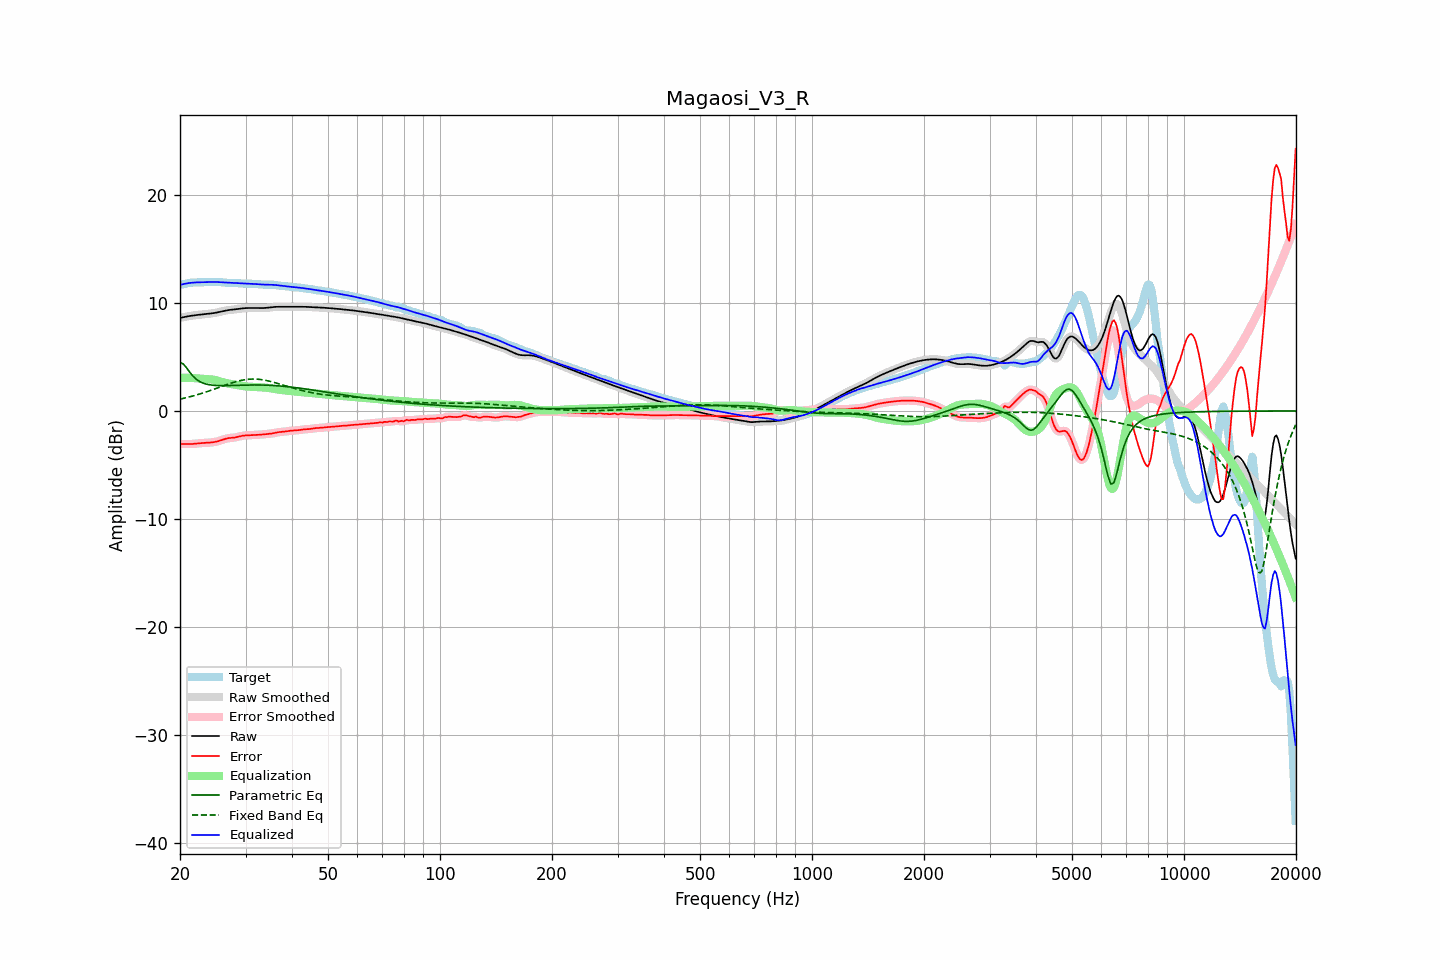 Magaosi_V3_R
Amplitude (dBr)
20
10
0
−10
−20
−30
−40
Target
Raw Smoothed
Error Smoothed
Raw
Error
Equalization
Parametric Eq
Fixed Band Eq
Equalized
20 50 100 200 500 1000 2000 5000 10000 20000
Frequency (Hz)